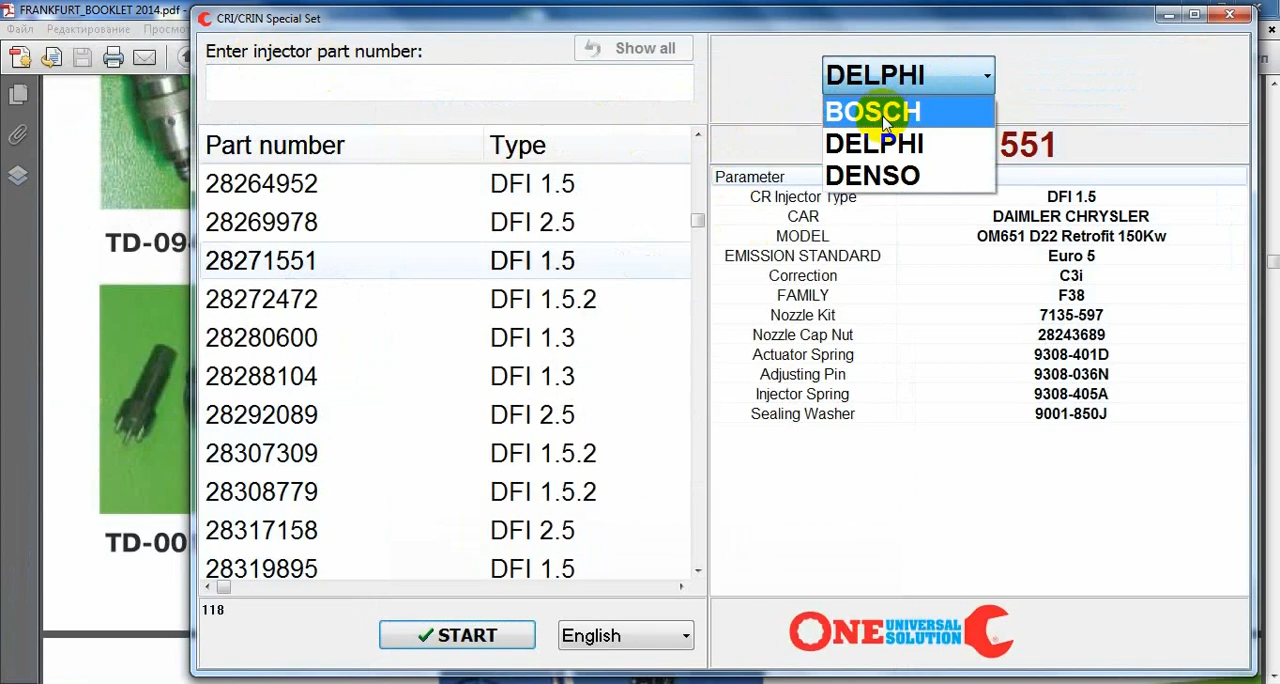 FRANKFURT_BOOKLET 2014.pdf -
Файл Редактирование Просмо
TD-09
TD-00
CRI/CRIN Special Set
Enter injector part number:
Show all
Part number Type
28264952 DFI 1.5
28269978 DFI 2.5
28271551 DFI 1.5
28272472 DFI 1.5.2
28280600 DFI 1.3
28288104 DFI 1.3
28292089 DFI 2.5
28307309 DFI 1.5.2
28308779 DFI 1.5.2
28317158 DFI 2.5
28319895 DFI 1.5
118
START
English
DELPHI
BOSCH
DELPHI
DENSO
551
Parameter
CR Injector Type DFI 1.5
CAR DAIMLER CHRYSLER
MODEL OM651 D22 Retrofit 150Kw
EMISSION STANDARD Euro 5
Correction C3i
FAMILY F38
Nozzle Kit 7135-597
Nozzle Cap Nut 28243689
Actuator Spring 9308-401D
Adjusting Pin 9308-036N
Injector Spring 9308-405A
Sealing Washer 9001-850J
ONE UNIVERSAL
SOLUTION